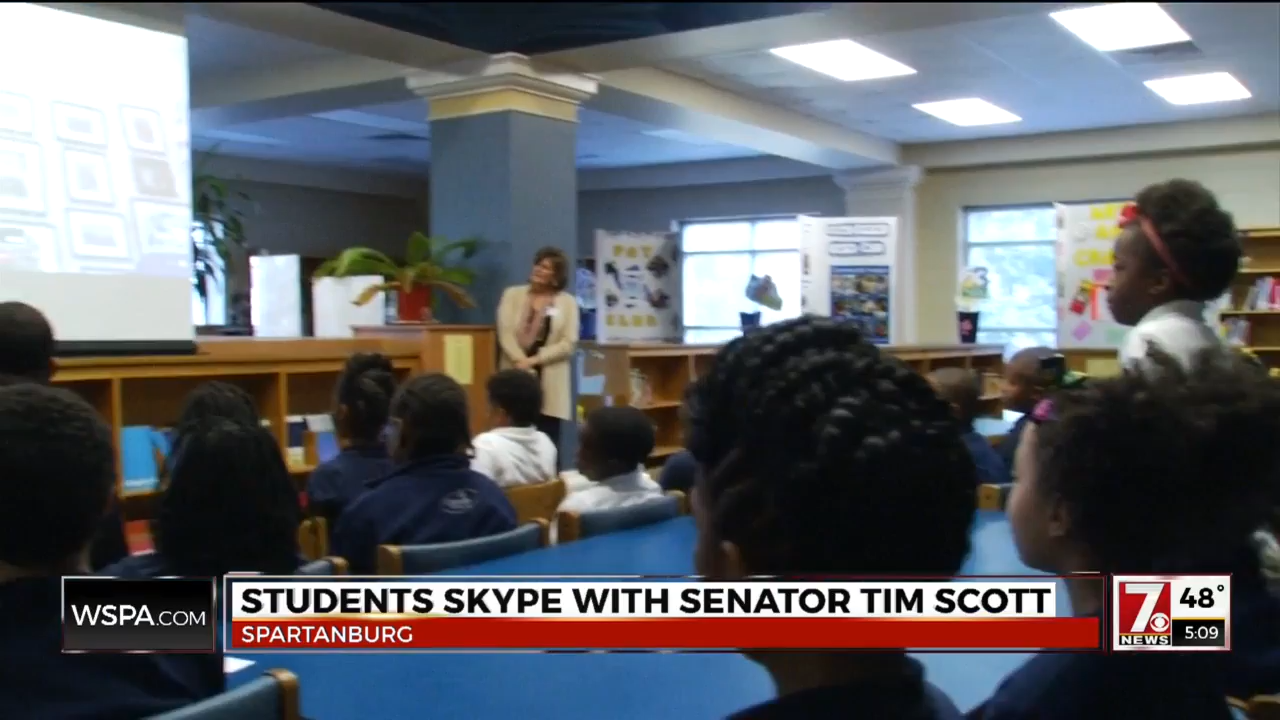 WSPA.COM
STUDENTS SKYPE WITH SENATOR TIM SCOTT
SPARTANBURG
7
NEWS
48°
5:09